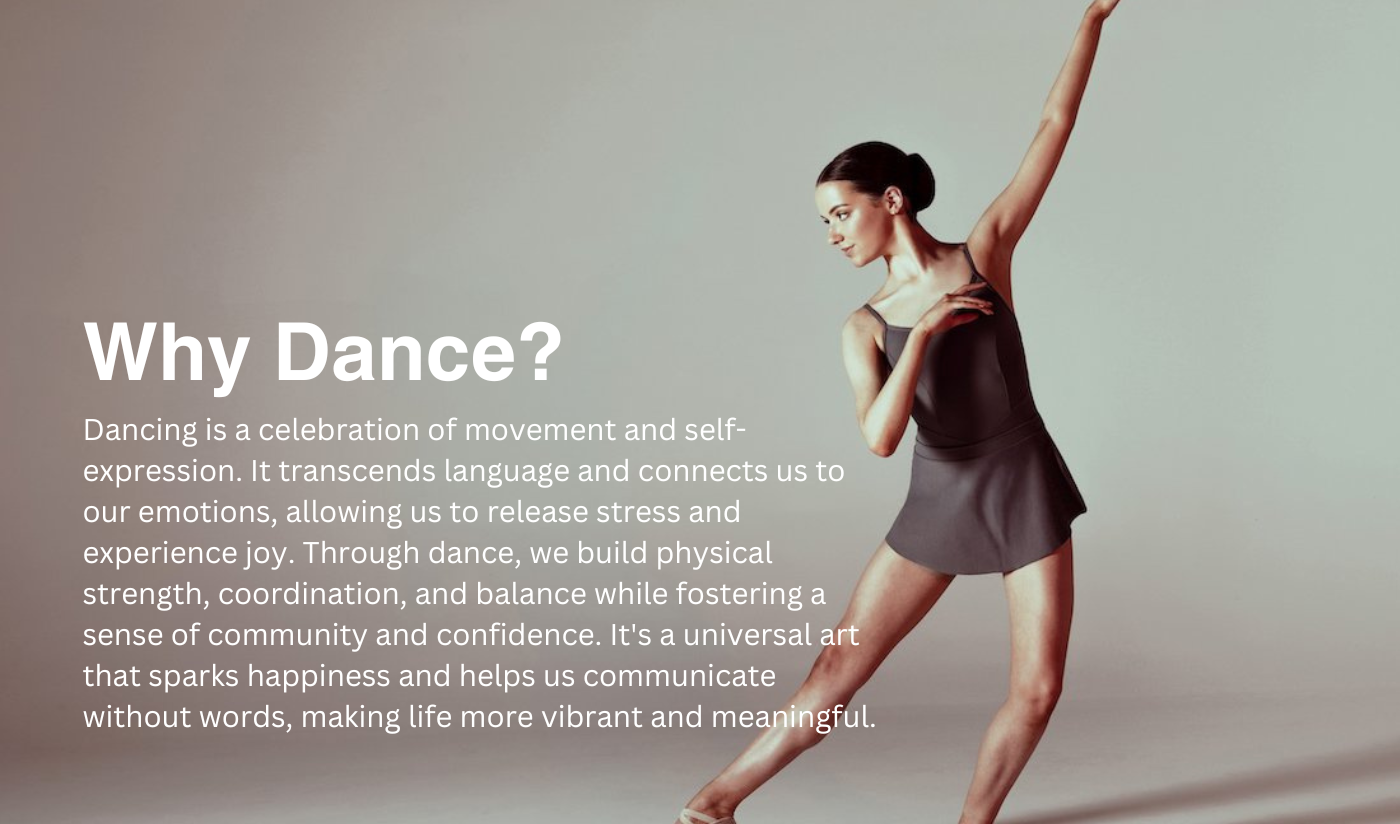 Why Dance?
Dancing is a celebration of movement and self-
expression. It transcends language and connects us to
our emotions, allowing us to release stress and
experience joy. Through dance, we build physical
strength, coordination, and balance while fostering a
sense of community and confidence. It's a universal art
that sparks happiness and helps us communicate
without words, making life more vibrant and meaningful.